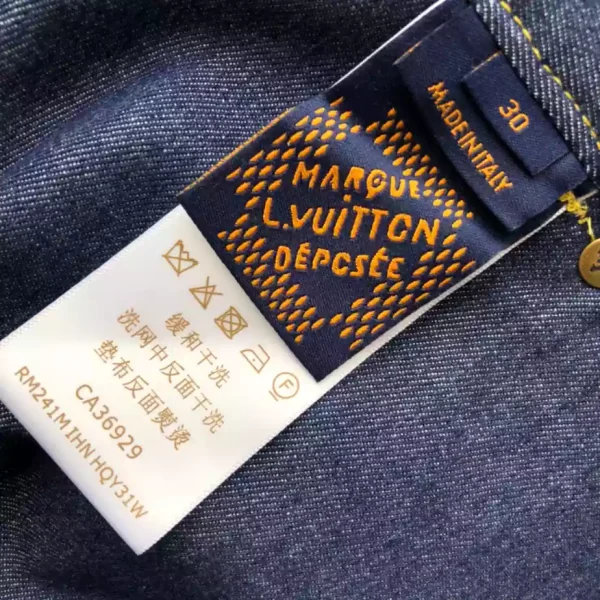 30
MADE IN ITALY
MARQUE
L.VUITTON
DÉPOSÉE
F
缓和干洗
洗网中反面干洗
垫布反面熨烫
CA36929
RM241M IHN HQY31W